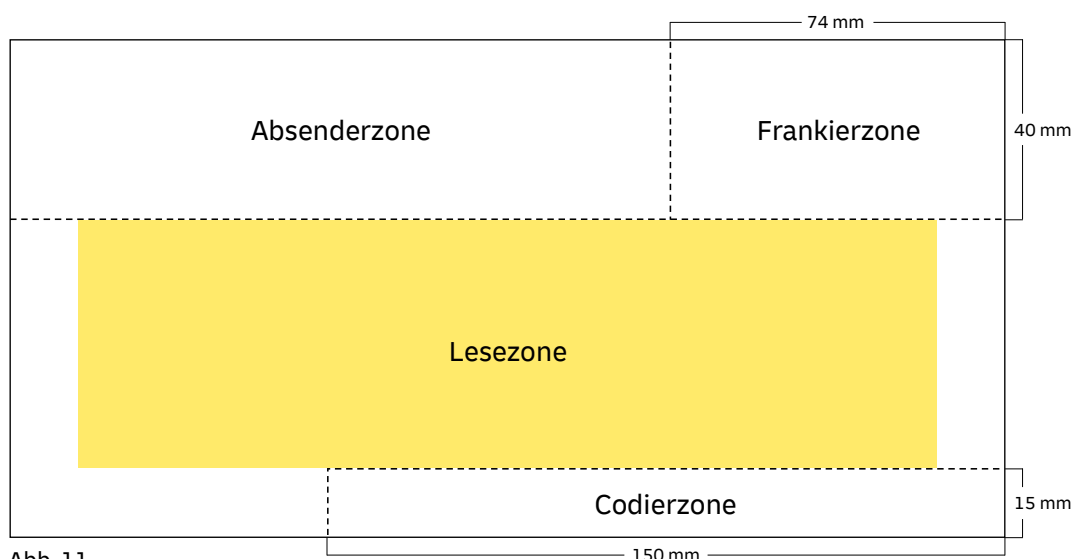 74 mm
Absenderzone
Frankierzone
40 mm
Lesezone
Codierzone
15 mm
150 mm
Abb. 11